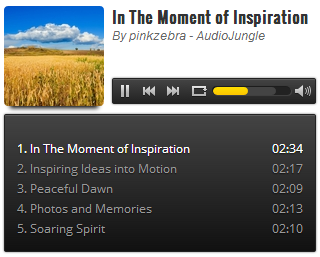 In The Moment of Inspiration
By pinkzebra - AudioJungle
1. In The Moment of Inspiration 02:34
2. Inspiring Ideas into Motion 02:17
3. Peaceful Dawn 02:09
4. Photos and Memories 02:13
5. Soaring Spirit 02:10